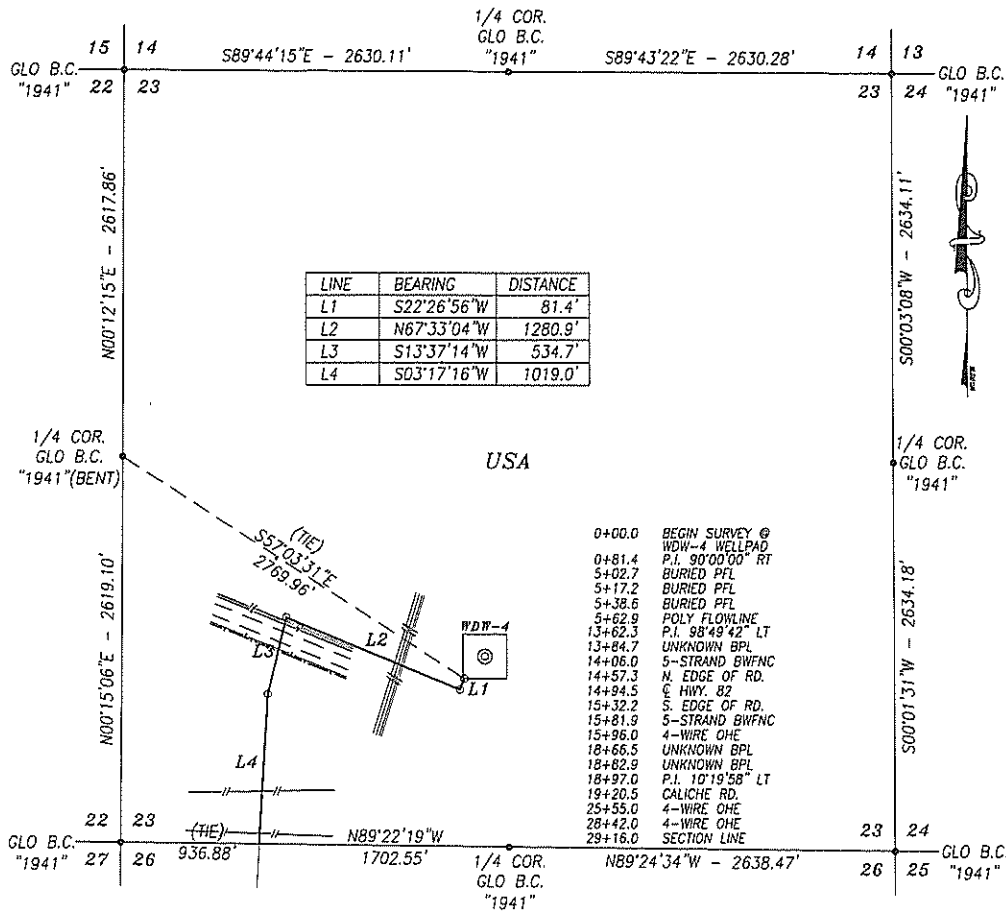 1/4 COR.
GLO B.C.
"1941"
15 14
S89°44'15"E - 2630.11'
S89°43'22"E - 2630.28'
14 13
GLO B.C.
"1941"
22 23
23 24
GLO B.C.
"1941"
N00°12'15"E - 2617.86'
S00°03'08"W - 2634.11'
LINE BEARING DISTANCE
L1 S22°26'56"W 81.4'
L2 N67°33'04"W 1280.9'
L3 S13°37'14"W 534.7'
L4 S03°17'16"W 1019.0'
NORTH
1/4 COR.
GLO B.C.
"1941"(BENT)
USA
1/4 COR.
GLO B.C.
"1941"
(TIE)
S57°03'31"E
2769.96'
N00°15'06"E - 2619.10'
S00°01'31"W - 2634.18'
WDW-4
L2
L3
L1
L4
0+00.0 BEGIN SURVEY @
WDW-4 WELLPAD
0+81.4 P.I. 90°00'00" RT
5+02.7 BURIED PFL
5+17.2 BURIED PFL
5+38.6 BURIED PFL
5+62.9 POLY FLOWLINE
13+62.3 P.I. 98°49'42" LT
13+84.7 UNKNOWN BPL
14+06.0 5-STRAND BWFNC
14+57.3 N. EDGE OF RD.
14+94.5 ℄ HWY. 82
15+32.2 S. EDGE OF RD.
15+81.9 5-STRAND BWFNC
15+96.0 4-WIRE OHE
18+66.5 UNKNOWN BPL
18+82.9 UNKNOWN BPL
18+97.0 P.I. 10°19'58" LT
19+20.5 CALICHE RD.
25+55.0 4-WIRE OHE
28+42.0 4-WIRE OHE
29+16.0 SECTION LINE
22 23
(TIE)
N89°22'19"W
23 24
GLO B.C.
"1941"
27 26
936.88'
1702.55'
1/4 COR.
GLO B.C.
"1941"
N89°24'34"W - 2638.47'
26 25
GLO B.C.
"1941"